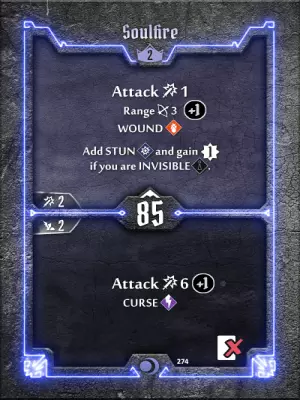 Soulfire
2
Attack 1
Range 3 +1
WOUND
Add STUN and gain 1
if you are INVISIBLE.
85
2
2
Attack 6 +1
CURSE
274